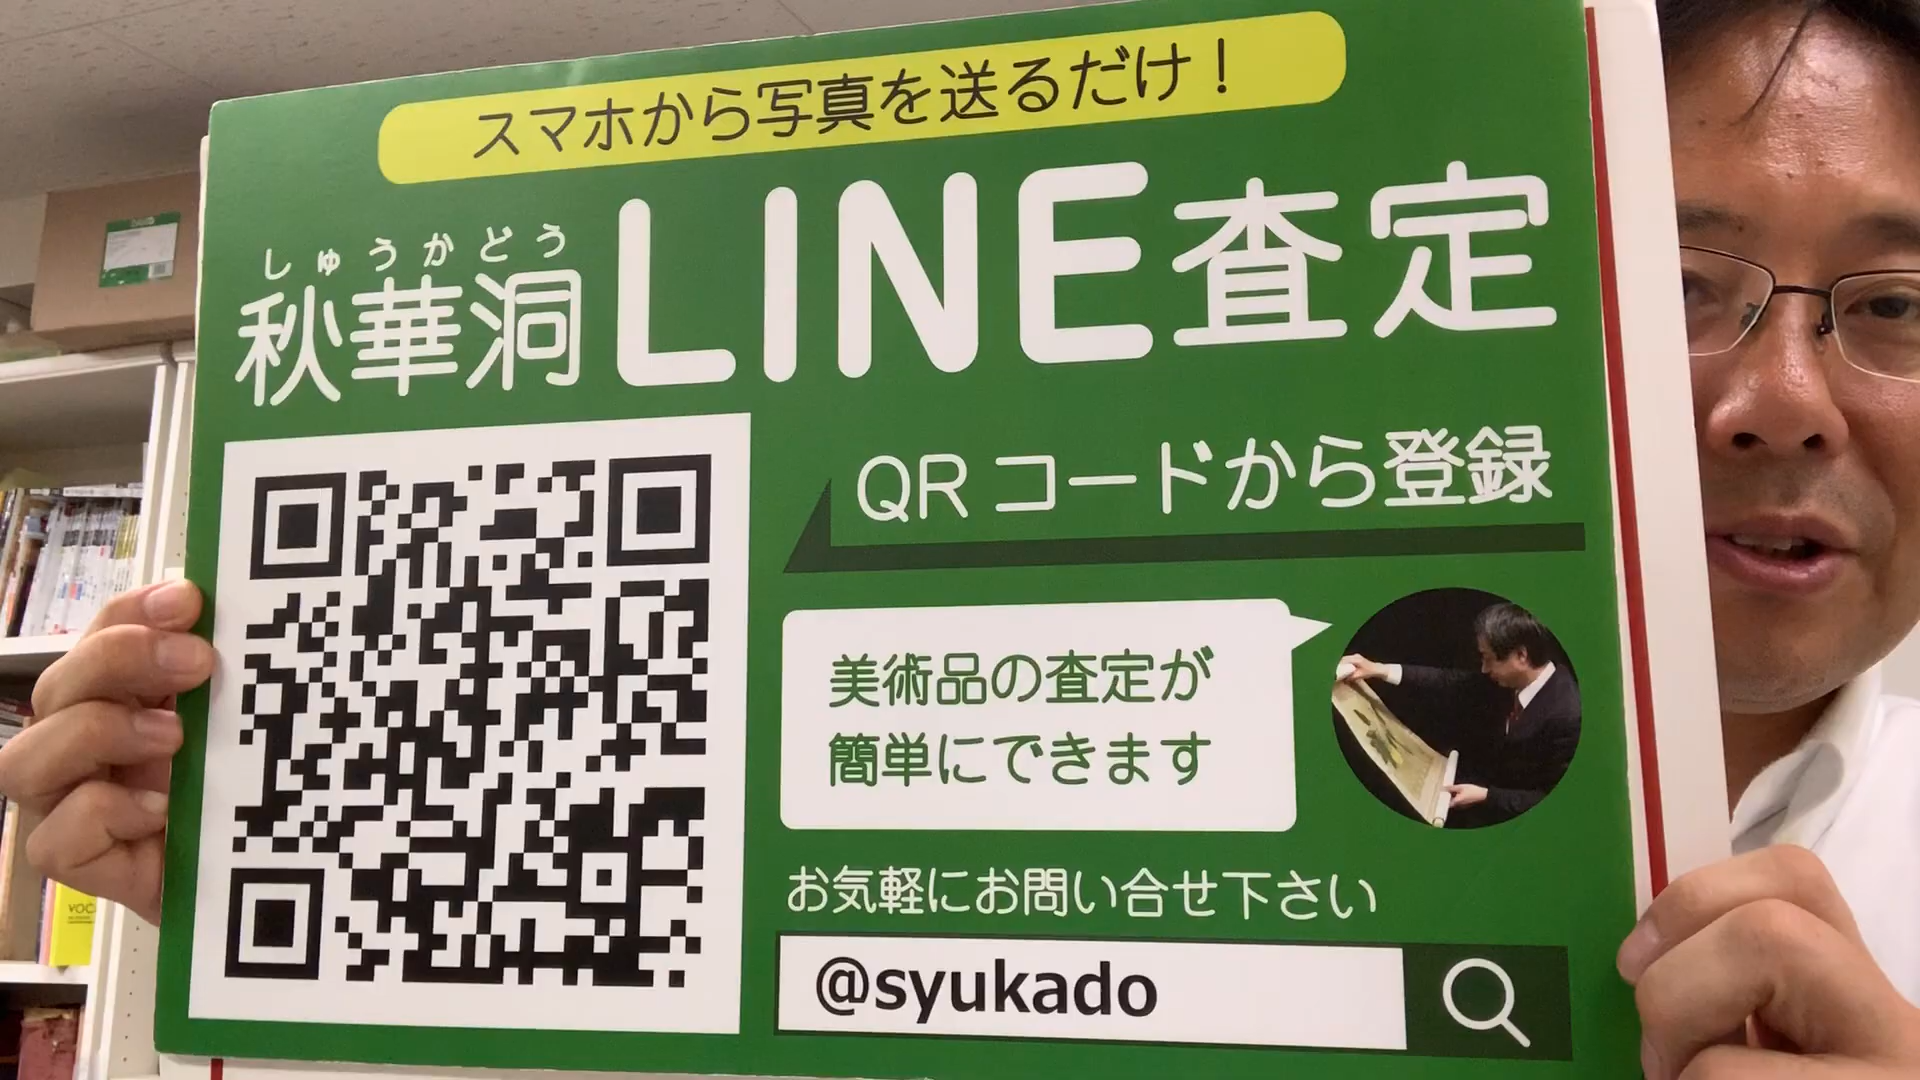 スマホから写真を送るだけ！
しゅうかどう
秋華洞LINE査定
QRコードから登録
美術品の査定が
簡単にできます
お気軽にお問い合せ下さい
@syukado
VOC